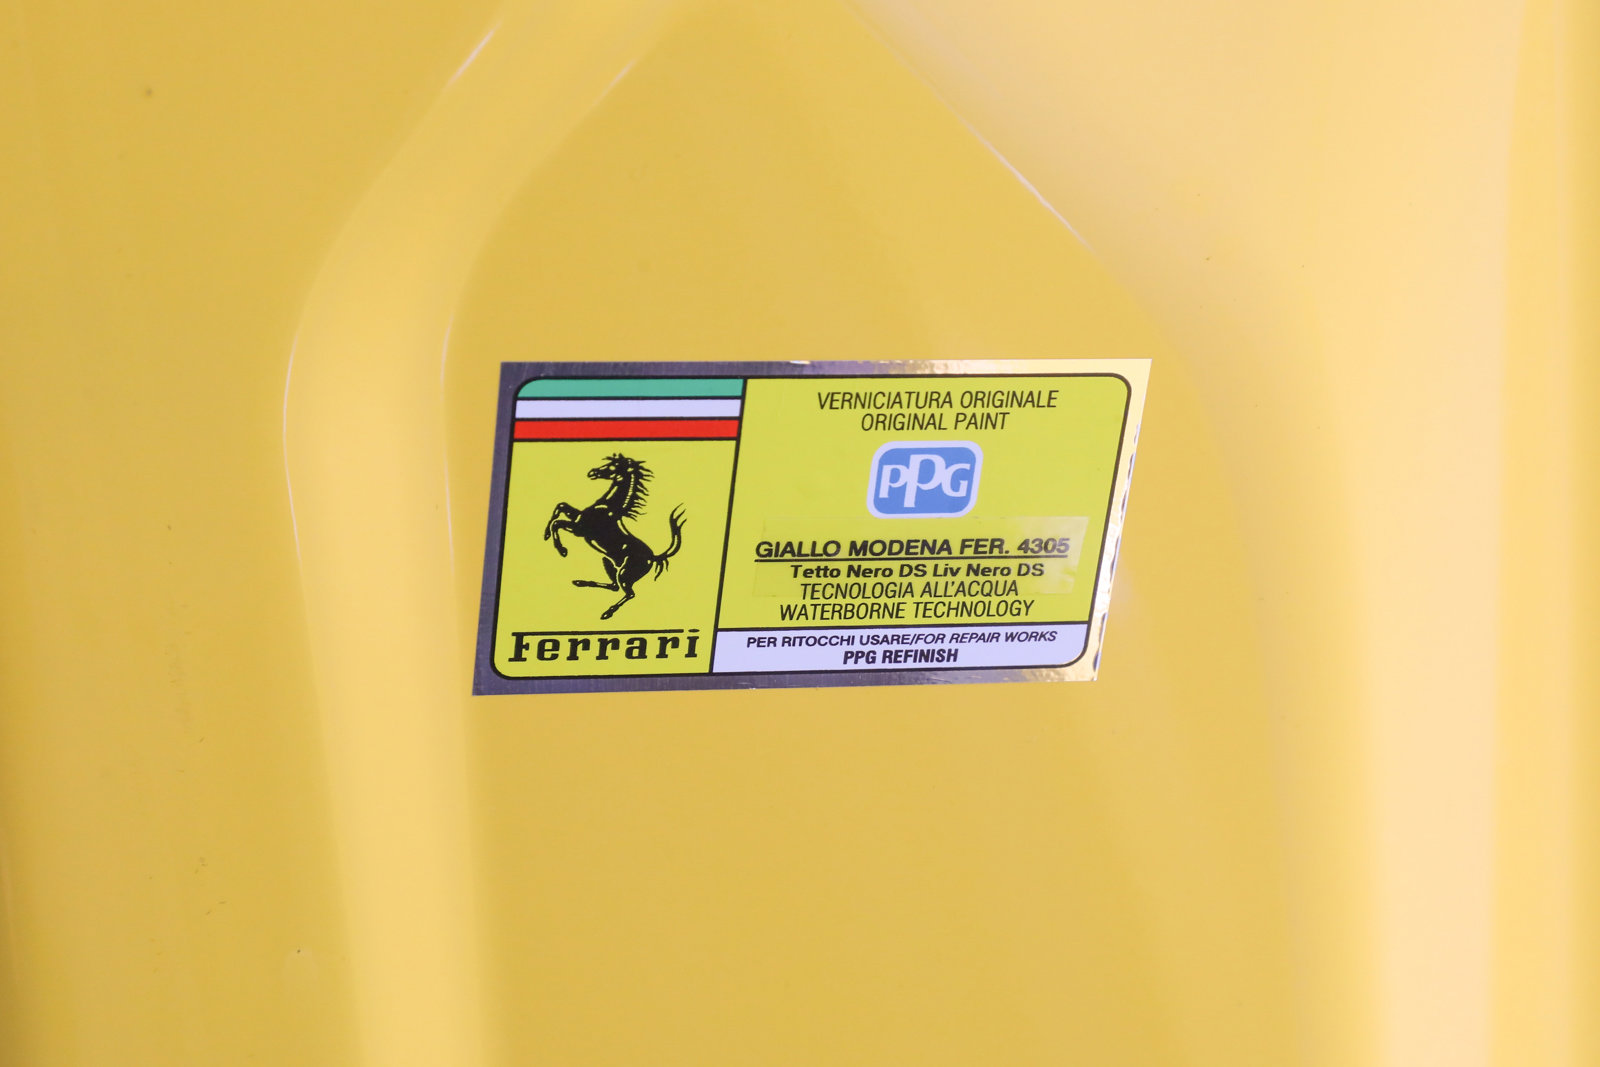 Ferrari
VERNICIATURA ORIGINALE
ORIGINAL PAINT
PPG
GIALLO MODENA FER. 4305
Tetto Nero DS Liv Nero DS
TECNOLOGIA ALL'ACQUA
WATERBORNE TECHNOLOGY
PER RITOCCHI USARE/FOR REPAIR WORKS
PPG REFINISH